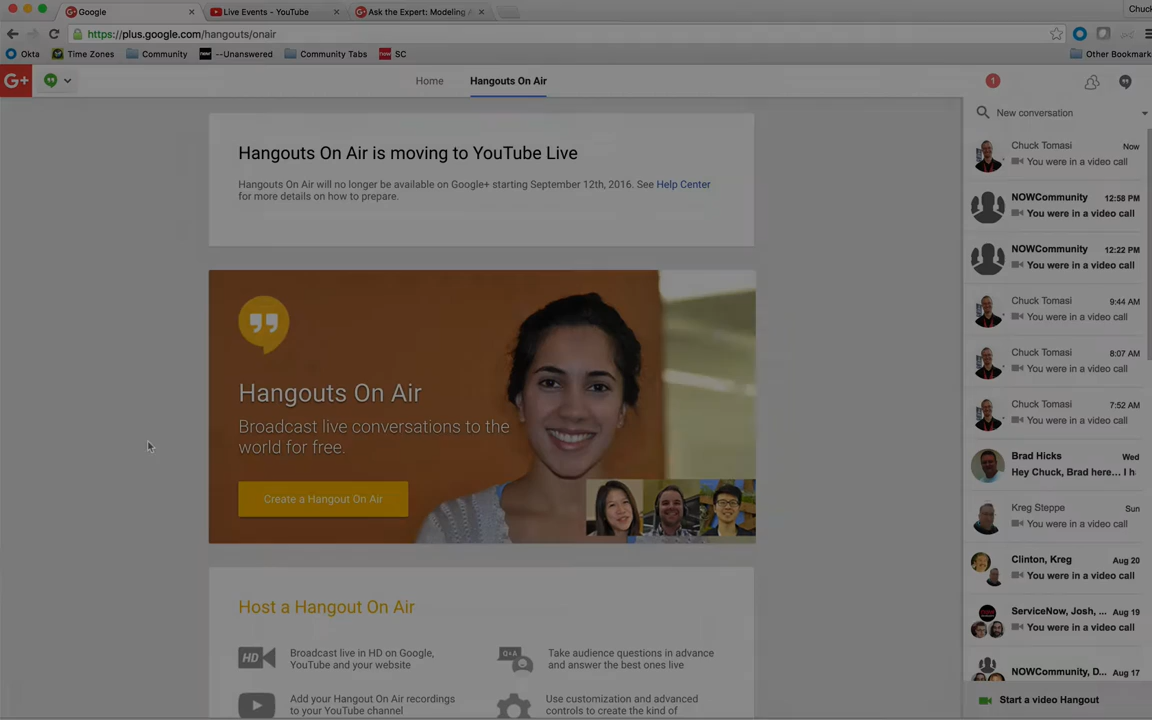 Google
Live Events - YouTube
Ask the Expert: Modeling
Chuc
https://plus.google.com/hangouts/onair
Okta
Time Zones
Community
--Unanswered
Community Tabs
SC
Other Bookmark
G+
Home
Hangouts On Air
1
New conversation
Hangouts On Air is moving to YouTube Live
Hangouts On Air will no longer be available on Google+ starting September 12th, 2016. See Help Center
for more details on how to prepare.
Hangouts On Air
Broadcast live conversations to the
world for free.
Create a Hangout On Air
Host a Hangout On Air
HD
Broadcast live in HD on Google,
YouTube and your website
Q+A
Take audience questions in advance
and answer the best ones live
Add your Hangout On Air recordings
to your YouTube channel
Use customization and advanced
controls to create the kind of
Chuck Tomasi Now
You were in a video call
NOWCommunity 12:58 PM
You were in a video call
NOWCommunity 12:22 PM
You were in a video call
Chuck Tomasi 9:44 AM
You were in a video call
Chuck Tomasi 8:07 AM
You were in a video call
Chuck Tomasi 7:52 AM
You were in a video call
Brad Hicks Wed
Hey Chuck, Brad here... I h
Kreg Steppe Sun
You were in a video call
Clinton, Kreg Aug 20
You were in a video call
ServiceNow, Josh, ... Aug 19
You were in a video call
NOWCommunity, D... Aug 17
Start a video Hangout